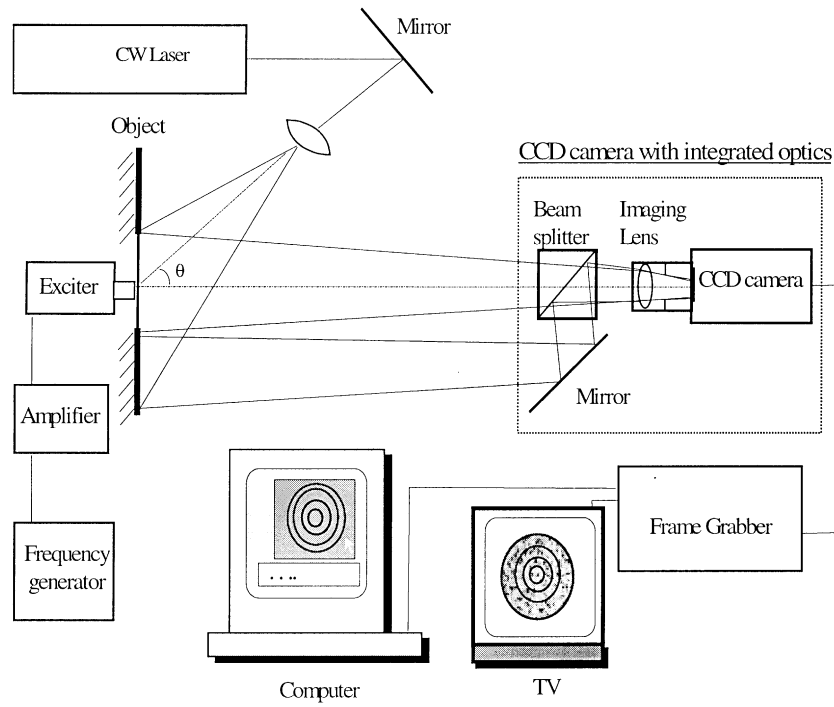 Mirror
CW Laser
Object
CCD camera with integrated optics
Beam
splitter
Imaging
Lens
θ
Exciter
CCD camera
Mirror
Amplifier
Frequency
generator
Frame Grabber
Computer
TV